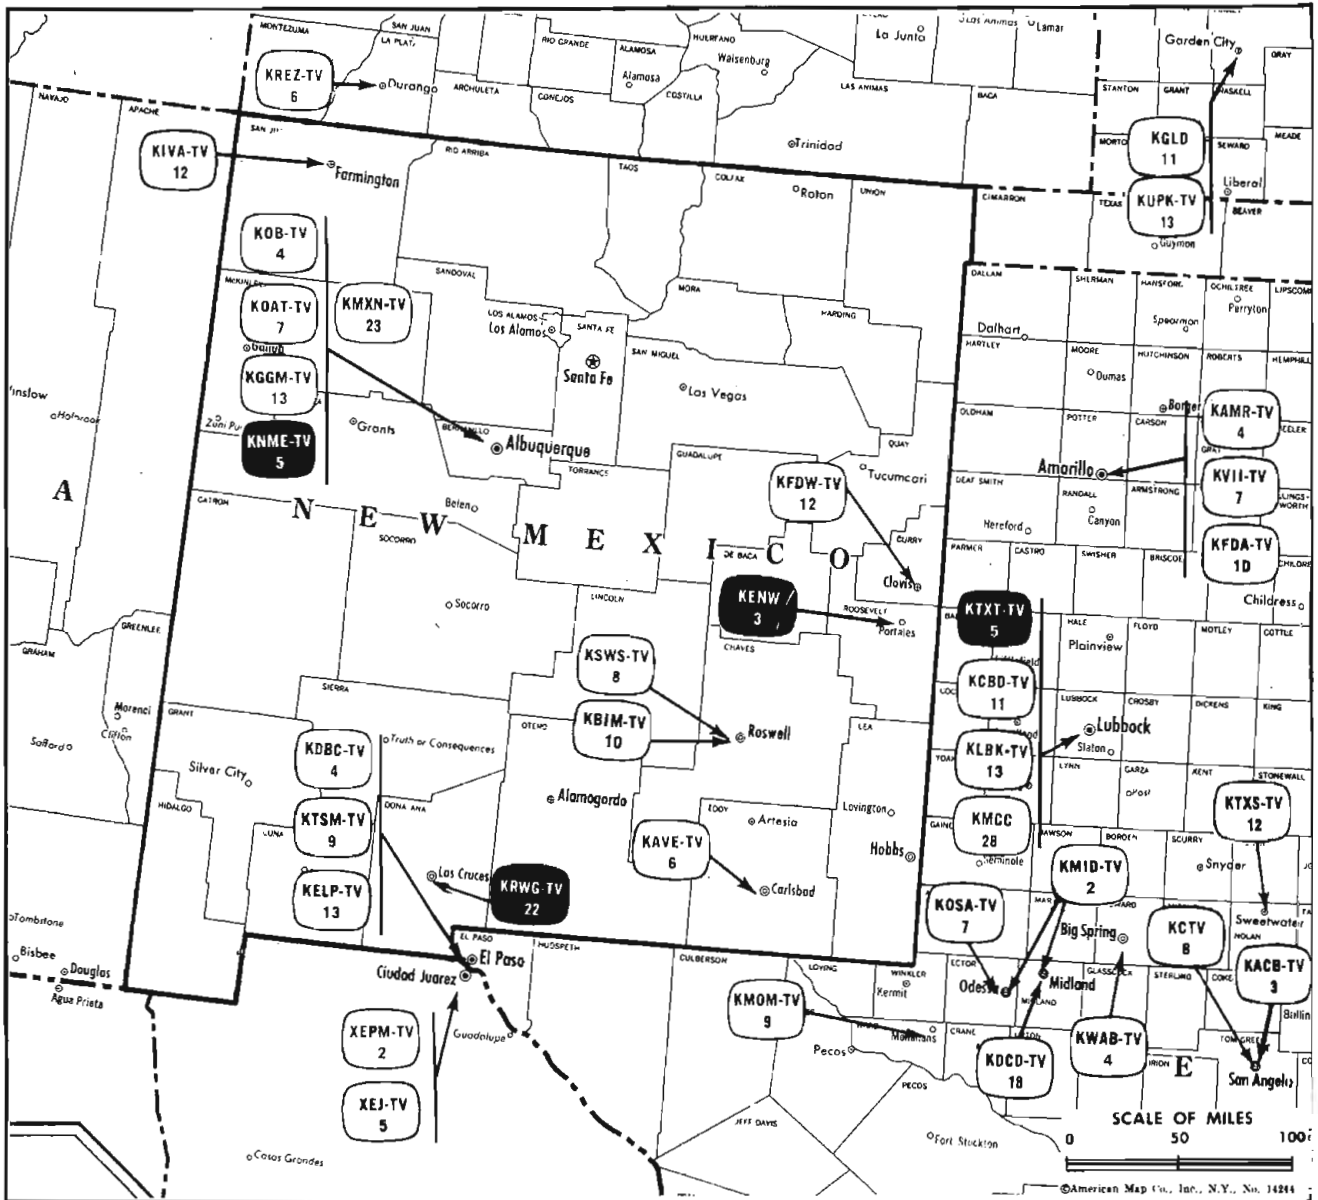 MONTEZUMA
SAN JUAN
LA PLATA
RIO GRANDE
ALAMOSA
HUERFANO
Walsenburg
La Junta
Las Animas
Lamar
Garden City
GRAY
KREZ-TV
6
Durango
ARCHULETA
CONEJOS
Alamosa
COSTILLA
LAS ANIMAS
BACA
STANTON
GRANT
HASKELL
MEADE
NAVAJO
APACHE
KIVA-TV
12
Farmington
RIO ARRIBA
TAOS
COLFAX
Trinidad
Raton
UNION
CIMARRON
TEXAS
KGLD
11
SEWARD
Liberal
BEAVER
KUPK-TV
13
Guymon
KOB-TV
4
KOAT-TV
7
KMXN-TV
23
KGGM-TV
13
KNME-TV
5
McKINLEY
Gallup
SANDOVAL
LOS ALAMOS
Los Alamos
SANTA FE
Santa Fe
MORA
HARDING
SAN MIGUEL
Las Vegas
DALLAM
SHERMAN
HANSFORD
OCHILTREE
LIPSCOM
Perryton
Spearman
Dalhart
HARTLEY
MOORE
HUTCHINSON
ROBERTS
HEMPHILL
Dumas
Holbrook
Grants
BERNALILLO
Albuquerque
TORRANCE
GUADALUPE
QUAY
Tucumcari
OLDHAM
POTTER
CARSON
Borger
GRAY
KAMR-TV
4
KVII-TV
7
KFDA-TV
10
Amarillo
DEAF SMITH
RANDALL
ARMSTRONG
Canyon
Hereford
A
CATRON
N E W M E X I C O
SOCORRO
Belen
KFDW-TV
12
DE BACA
CURRY
Clovis
PARMER
CASTRO
SWISHER
BRISCOE
Childress
Socorro
LINCOLN
KENW
3
ROOSEVELT
Portales
KTXT-TV
5
HALE
Plainview
FLOYD
MOTLEY
COTTLE
GRAHAM
GREENLEE
CHAVES
KSWS-TV
8
KBIM-TV
10
Roswell
KCBD-TV
11
KLBK-TV
13
KMCC
28
LUBBOCK
CROSBY
DICKENS
KING
Lubbock
Slaton
SIERRA
GRANT
Morenci
Clifton
Safford
OTERO
LEA
Truth or Consequences
Silver City
KDBC-TV
4
KTSM-TV
9
KELP-TV
13
LYNN
GARZA
KENT
STONEWALL
Post
HIDALGO
LUNA
DONA ANA
Alamogordo
EDDY
Artesia
Lovington
Hobbs
KAVE-TV
6
Carlsbad
DAWSON
BORDEN
SCURRY
Seminole
Snyder
KTXS-TV
12
Las Cruces
KRWG-TV
22
KMID-TV
2
KOSA-TV
7
Big Spring
KCTV
8
Sweetwater
NOLAN
KACB-TV
3
Tombstone
Bisbee
Douglas
Agua Prieta
EL PASO
El Paso
Ciudad Juarez
HUDSPETH
CULBERSON
LOVING
WINKLER
Kermit
ECTOR
Midland
MIDLAND
GLASSCOCK
STERLING
COKE
Guadalupe
XEPM-TV
2
XEJ-TV
5
KMOM-TV
9
Monahans
CRANE
Pecos
PECOS
KDCD-TV
18
KWAB-TV
4
TOM GREEN
IRION
E
San Angelo
JEFF DAVIS
Fort Stockton
Casas Grandes
SCALE OF MILES
0 50 100
©American Map Co., Inc., N.Y., No. 14244